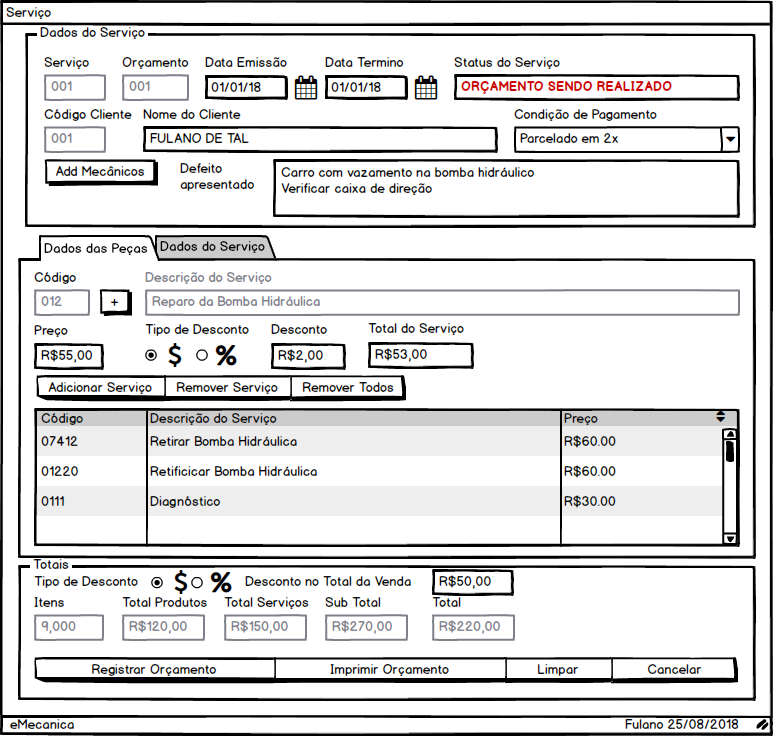 Serviço
Dados do Serviço
Serviço Orçamento Data Emissão Data Termino Status do Serviço
001 001 01/01/18 01/01/18 ORÇAMENTO SENDO REALIZADO
Código Cliente Nome do Cliente Condição de Pagamento
001 FULANO DE TAL Parcelado em 2x
Add Mecânicos Defeito apresentado
Carro com vazamento na bomba hidráulico
Verificar caixa de direção
Dados das Peças Dados do Serviço
Código Descrição do Serviço
012 + Reparo da Bomba Hidráulica
Preço Tipo de Desconto Desconto Total do Serviço
R$55,00 $ % R$2,00 R$53,00
Adicionar Serviço Remover Serviço Remover Todos
Código Descrição do Serviço Preço
07412 Retirar Bomba Hidráulica R$60.00
01220 Retificicar Bomba Hidráulica R$60.00
0111 Diagnóstico R$30.00
Totais
Tipo de Desconto $ % Desconto no Total da Venda R$50,00
Itens Total Produtos Total Serviços Sub Total Total
9,000 R$120,00 R$150,00 R$270,00 R$220,00
Registrar Orçamento Imprimir Orçamento Limpar Cancelar
eMecanica Fulano 25/08/2018